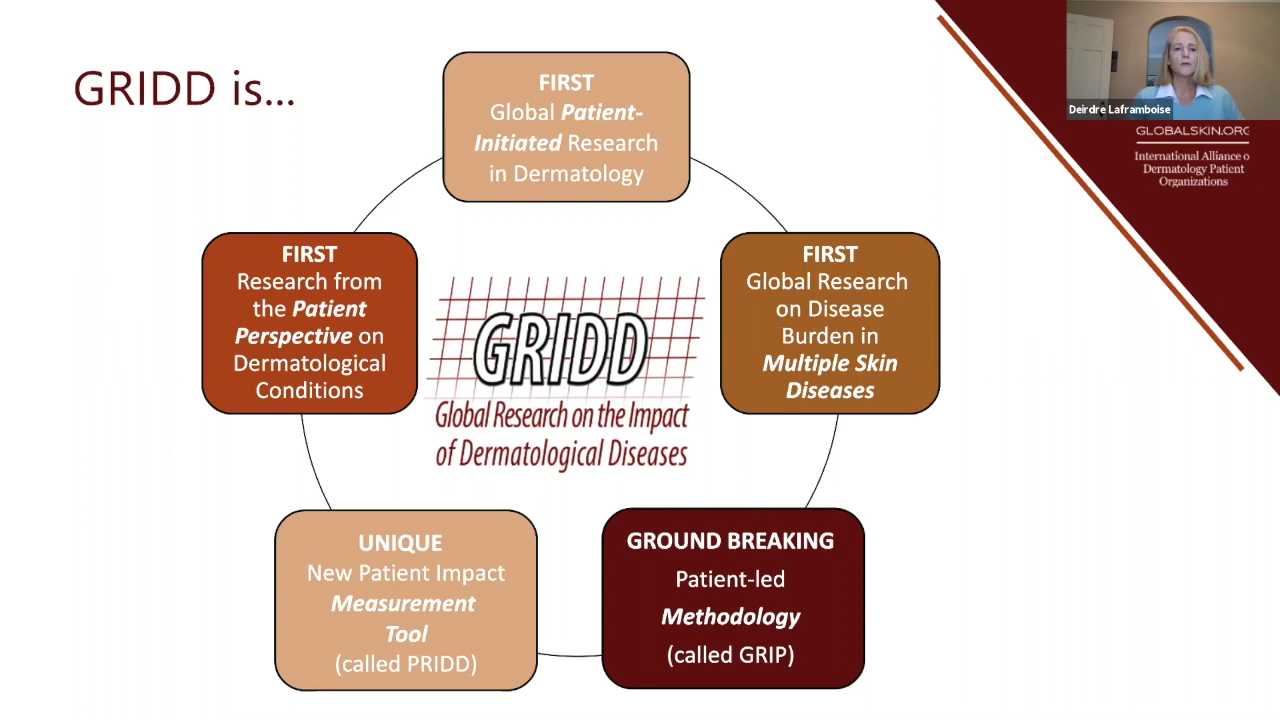 GRIDD is...
FIRST
Global Patient-
Initiated Research
in Dermatology
FIRST
Research from
the Patient
Perspective on
Dermatological
Conditions
FIRST
Global Research
on Disease
Burden in
Multiple Skin
Diseases
GRIDD
Global Research on the Impact
of Dermatological Diseases
UNIQUE
New Patient Impact
Measurement
Tool
(called PRIDD)
GROUND BREAKING
Patient-led
Methodology
(called GRIP)
Deirdre Laframboise
GLOBALSKIN.ORG
International Alliance o
Dermatology Patient
Organizations